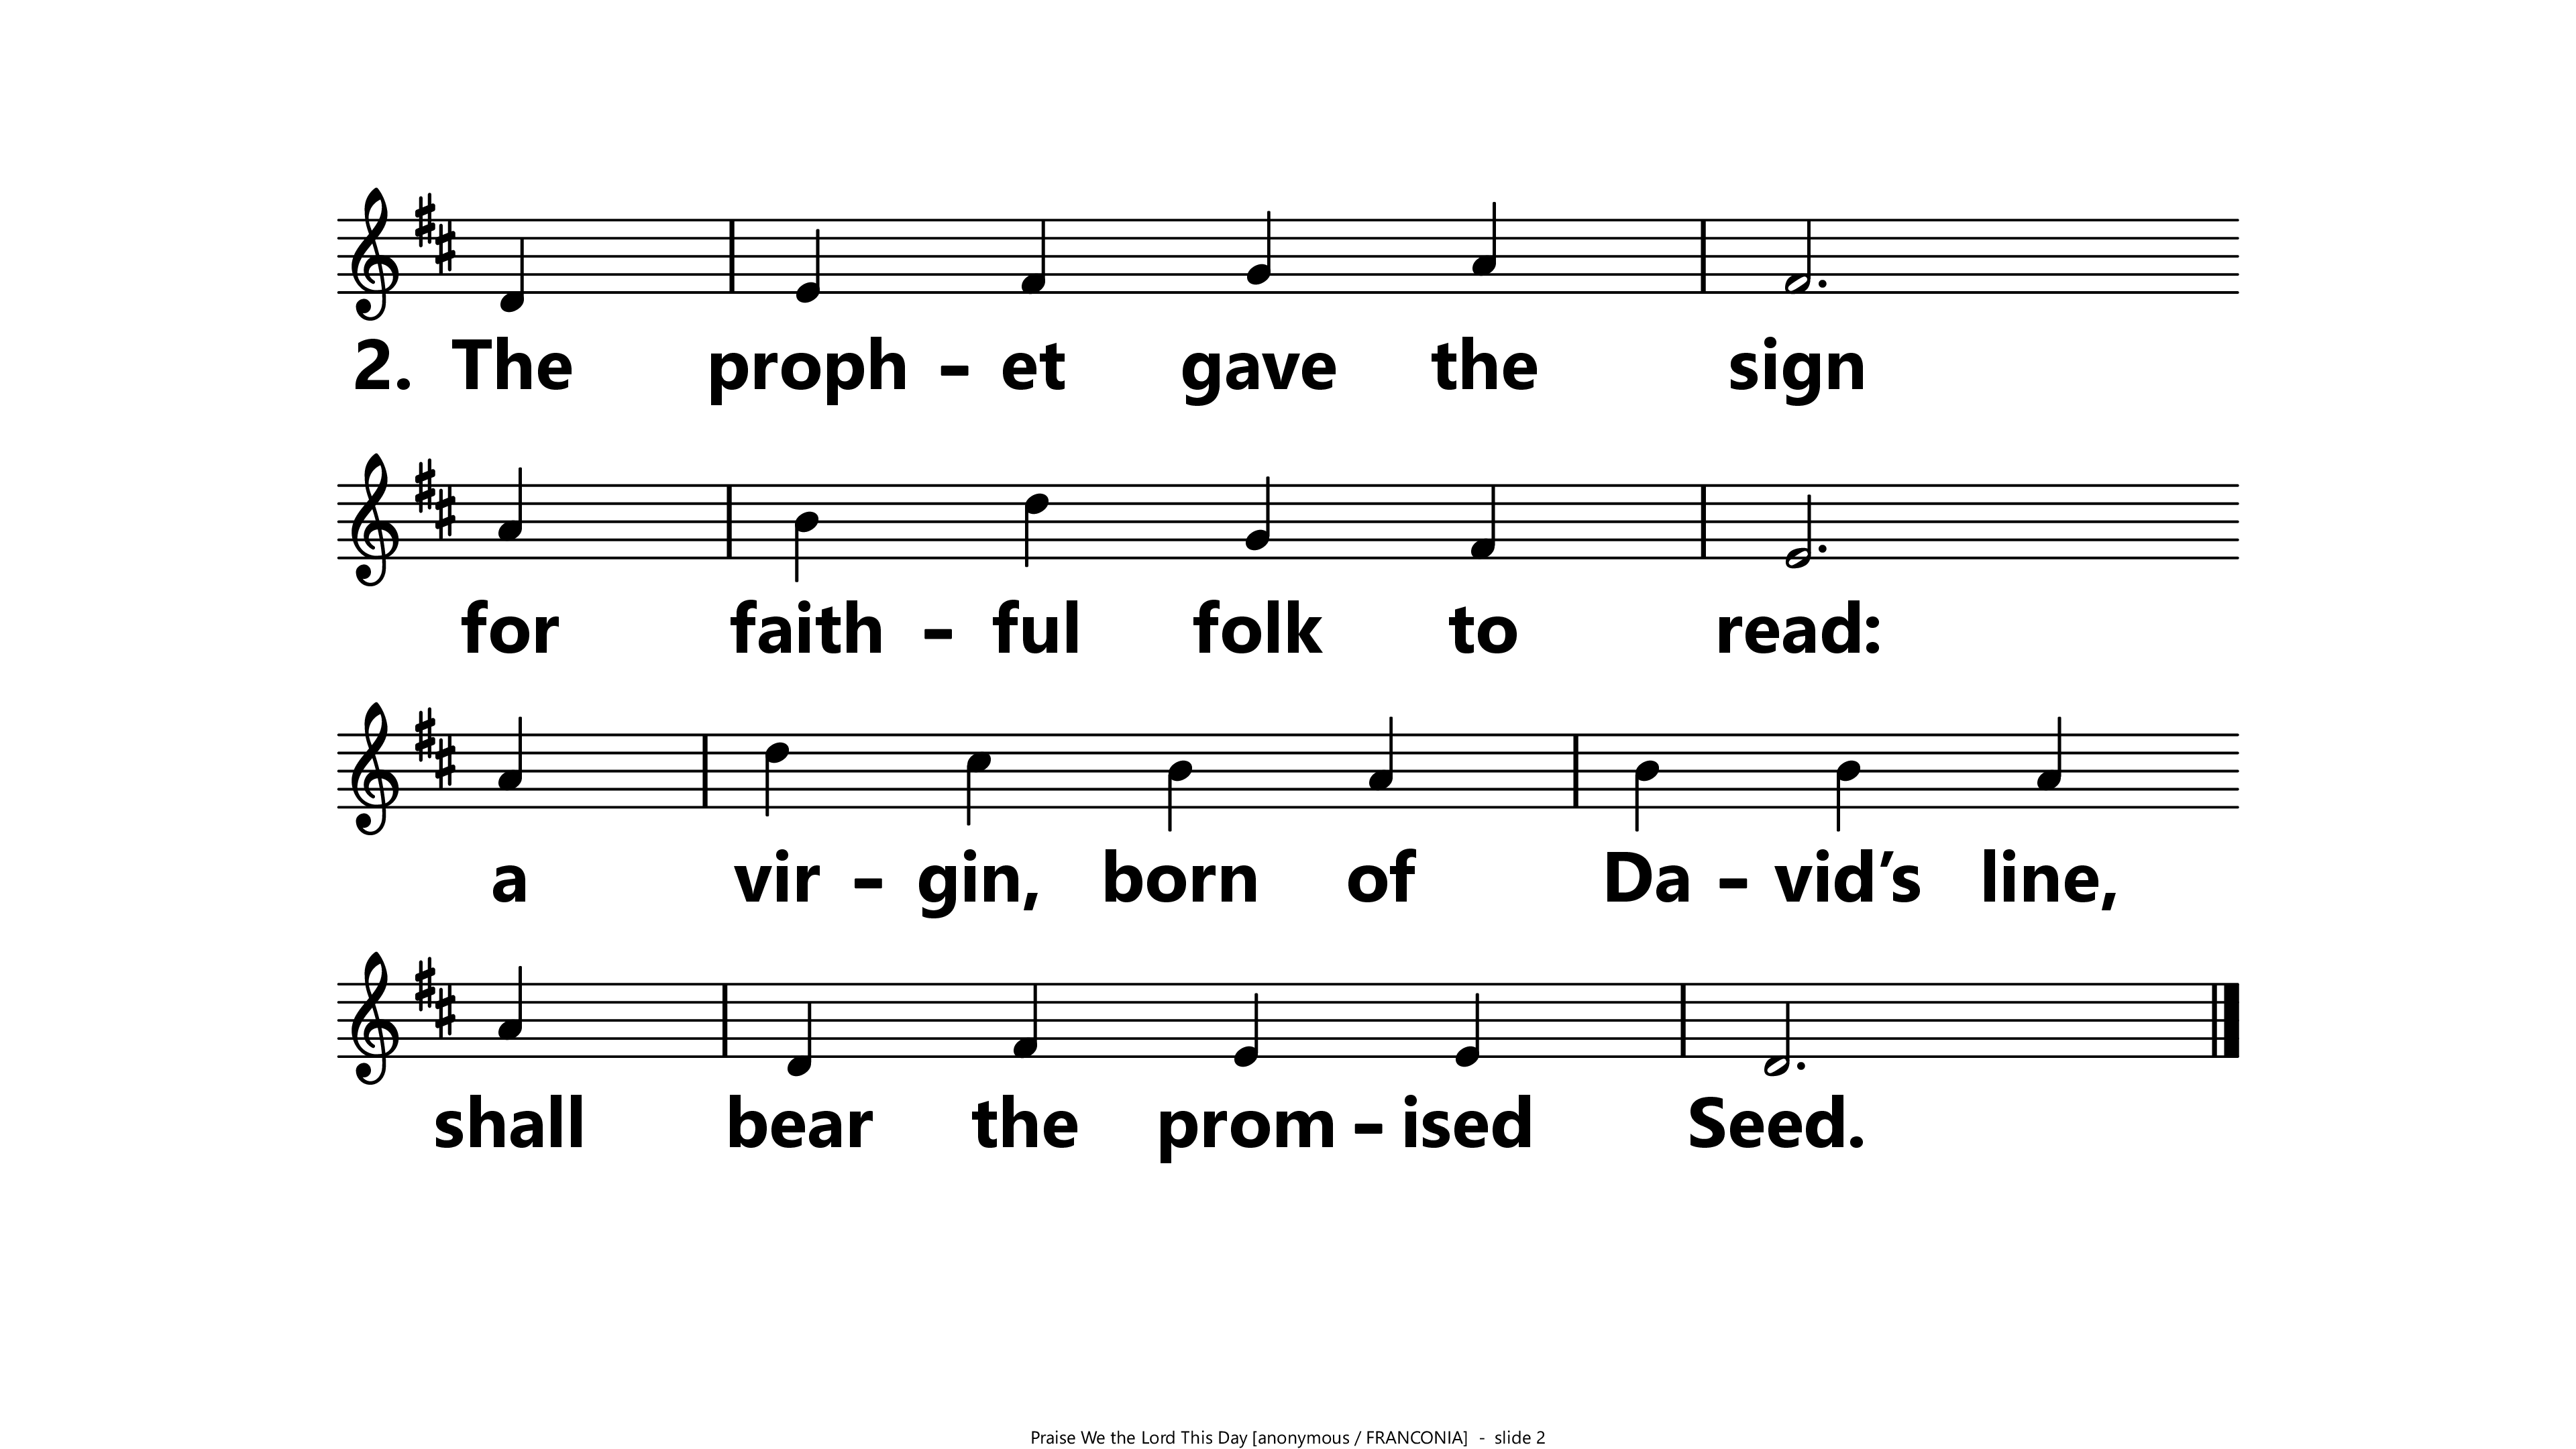 2. The proph - et gave the sign
for faith - ful folk to read:
a vir - gin, born of Da - vid’s line,
shall bear the prom - ised Seed.
Praise We the Lord This Day [anonymous / FRANCONIA] - slide 2